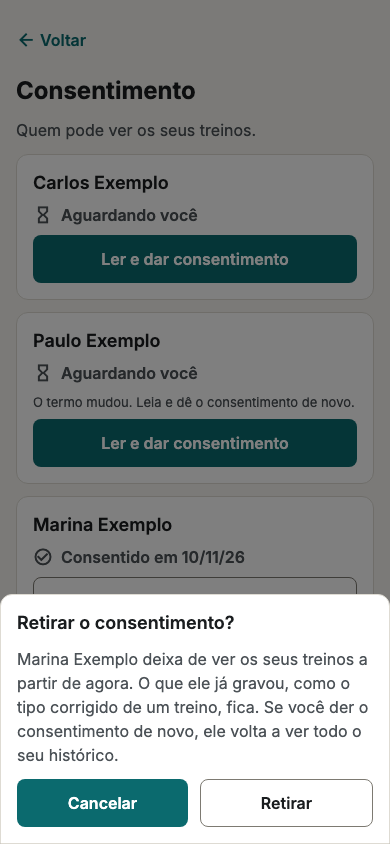 Voltar
Consentimento
Quem pode ver os seus treinos.
Carlos Exemplo
Aguardando você
Ler e dar consentimento
Paulo Exemplo
Aguardando você
O termo mudou. Leia e dê o consentimento de novo.
Ler e dar consentimento
Marina Exemplo
Consentido em 10/11/26
Retirar o consentimento?
Marina Exemplo deixa de ver os seus treinos a
partir de agora. O que ele já gravou, como o
tipo corrigido de um treino, fica. Se você der o
consentimento de novo, ele volta a ver todo o
seu histórico.
Cancelar
Retirar